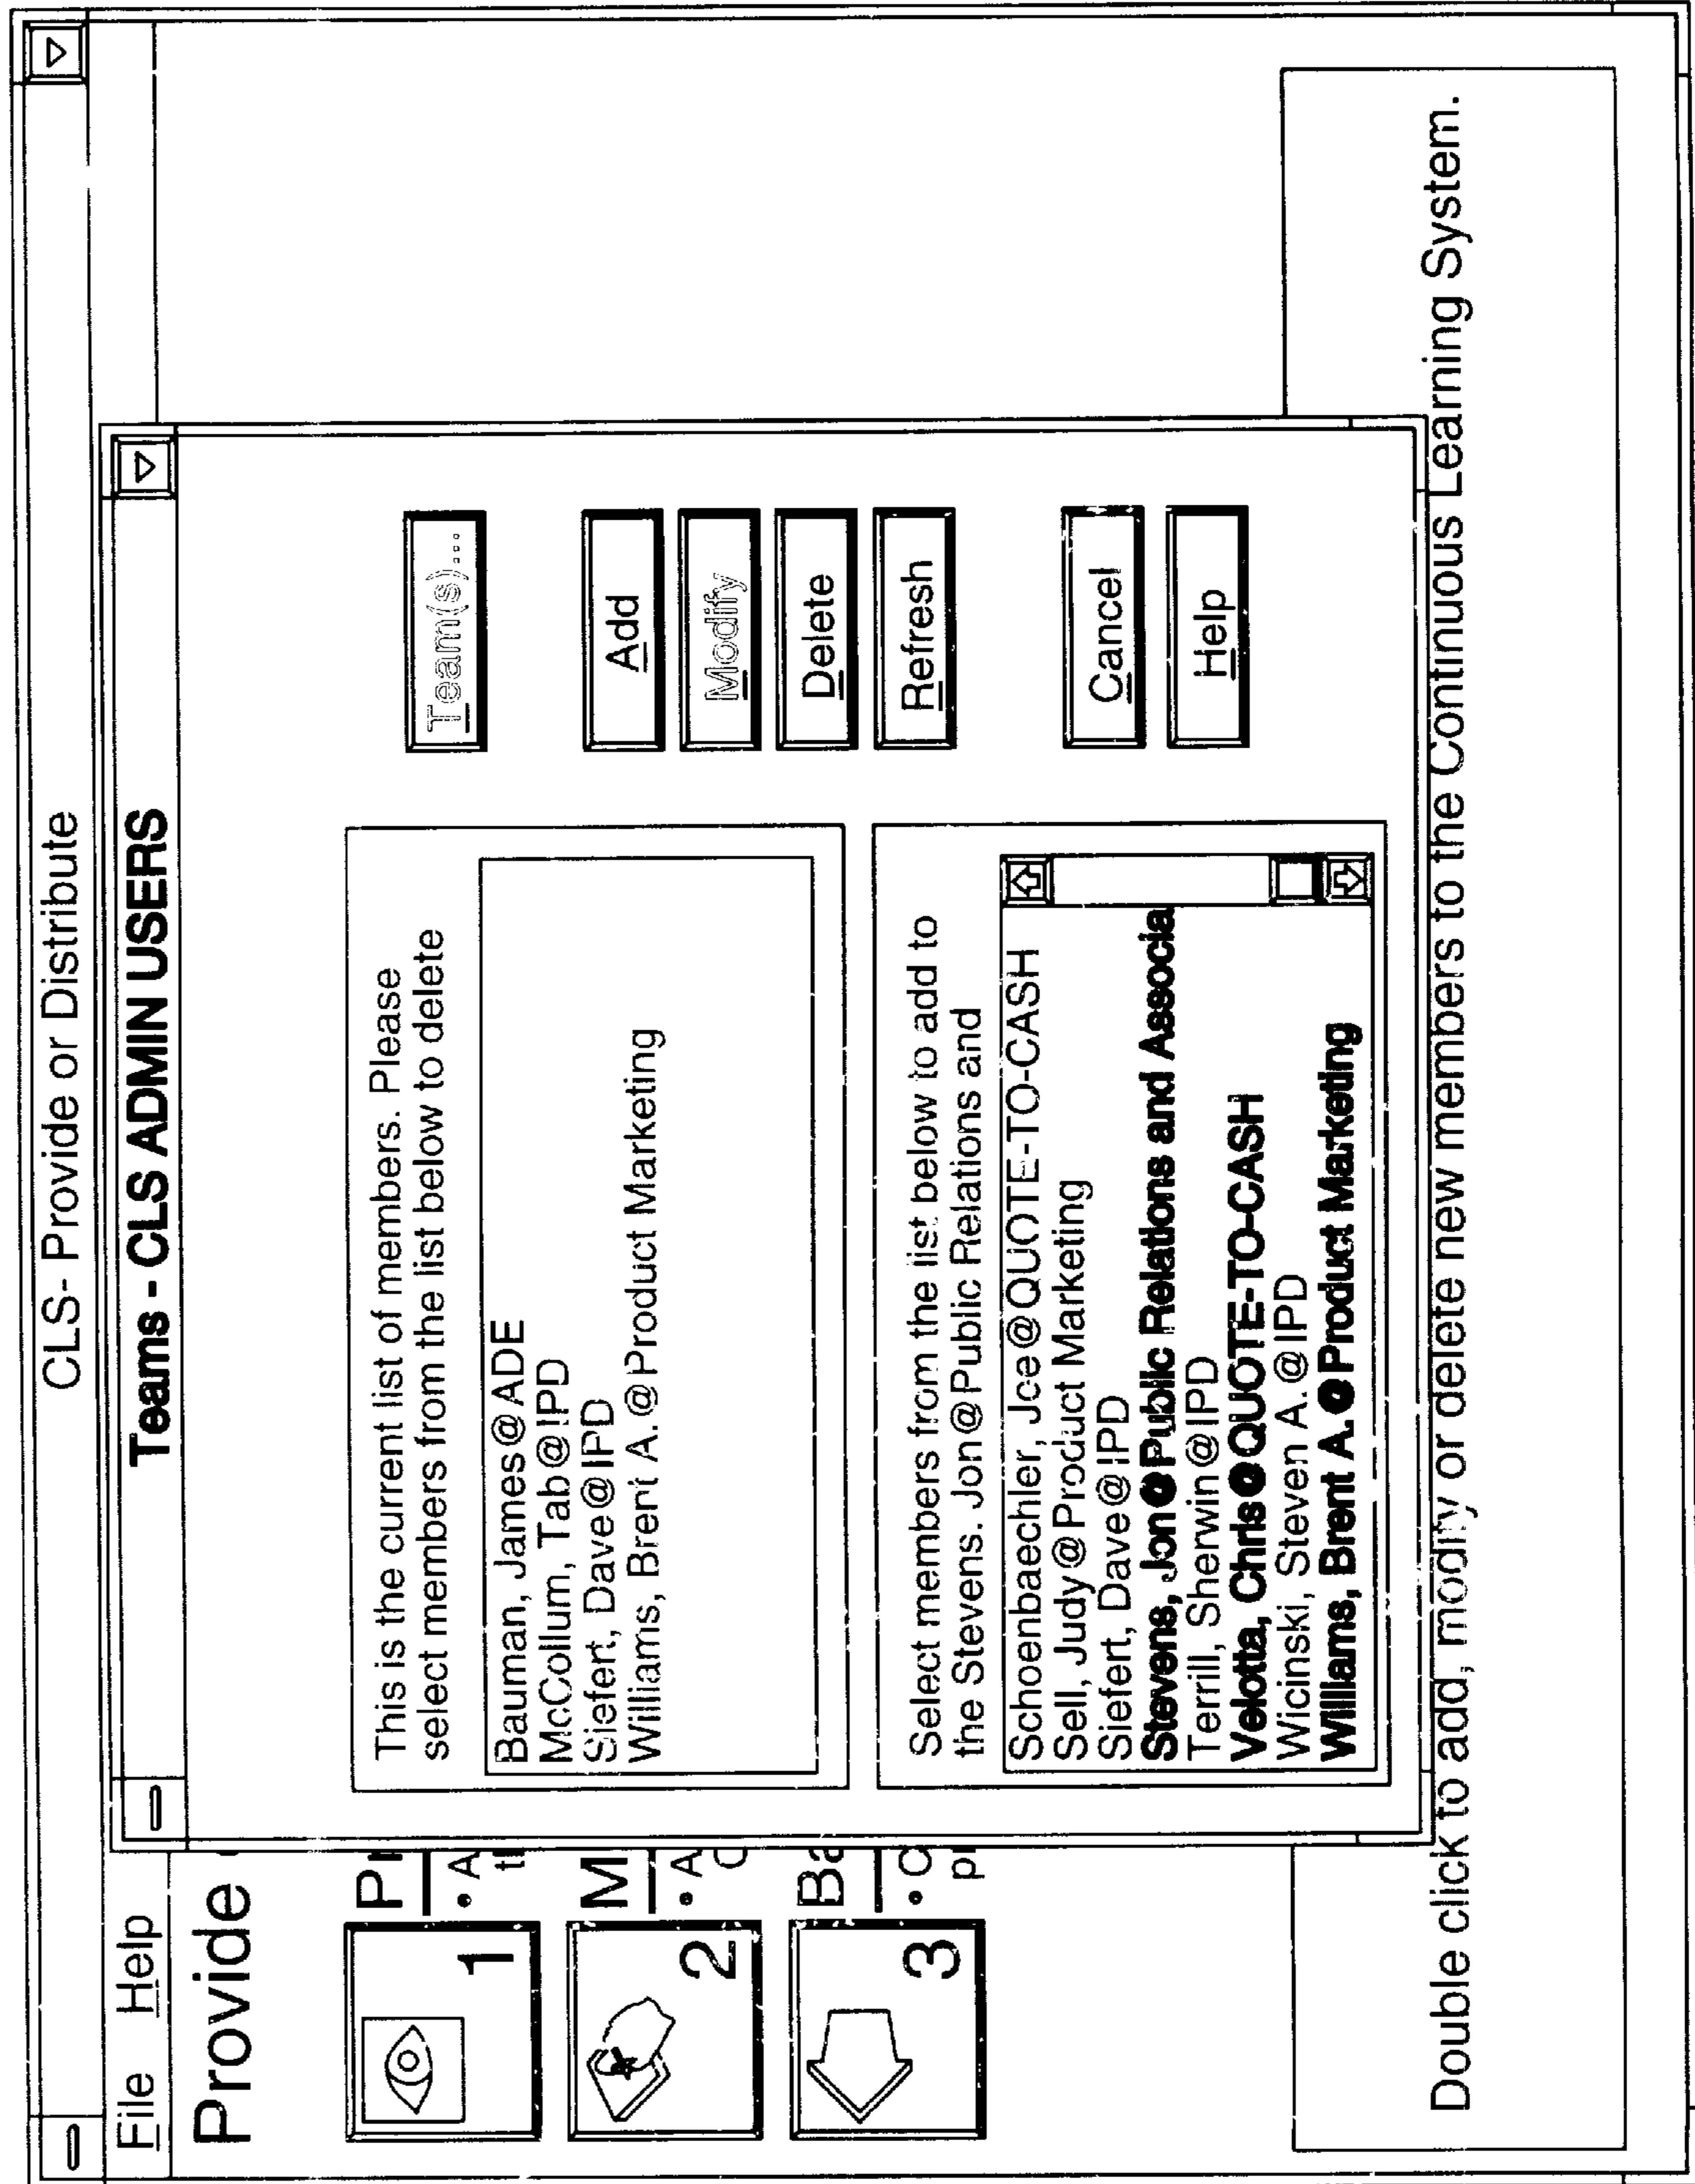 CLS- Provide or Distribute
Teams - CLS ADMIN USERS
File Help
Provide
This is the current list of members. Please
select members from the list below to delete
Bauman, James@ADE
McCollum, Tab@IPD
Siefert, Dave@IPD
Williams, Brent A.@Product Marketing
Select members from the list below to add to
the Stevens. Jon@Public Relations and
Schoenbaechler, Joe@QUOTE-TO-CASH
Sell, Judy@Product Marketing
Siefert, Dave@IPD
Stevens, Jon@Public Relations and Associa
Terrill, Sherwin@IPD
Velotta, Chris@QUOTE-TO-CASH
Wicinski, Steven A.@IPD
Williams, Brent A.@Product Marketing
Team(s)...
Add
Modify
Delete
Refresh
Cancel
Help
1
2
M
• A
3
Ba
Double click to add, modify or delete new members to the Continuous Learning System.